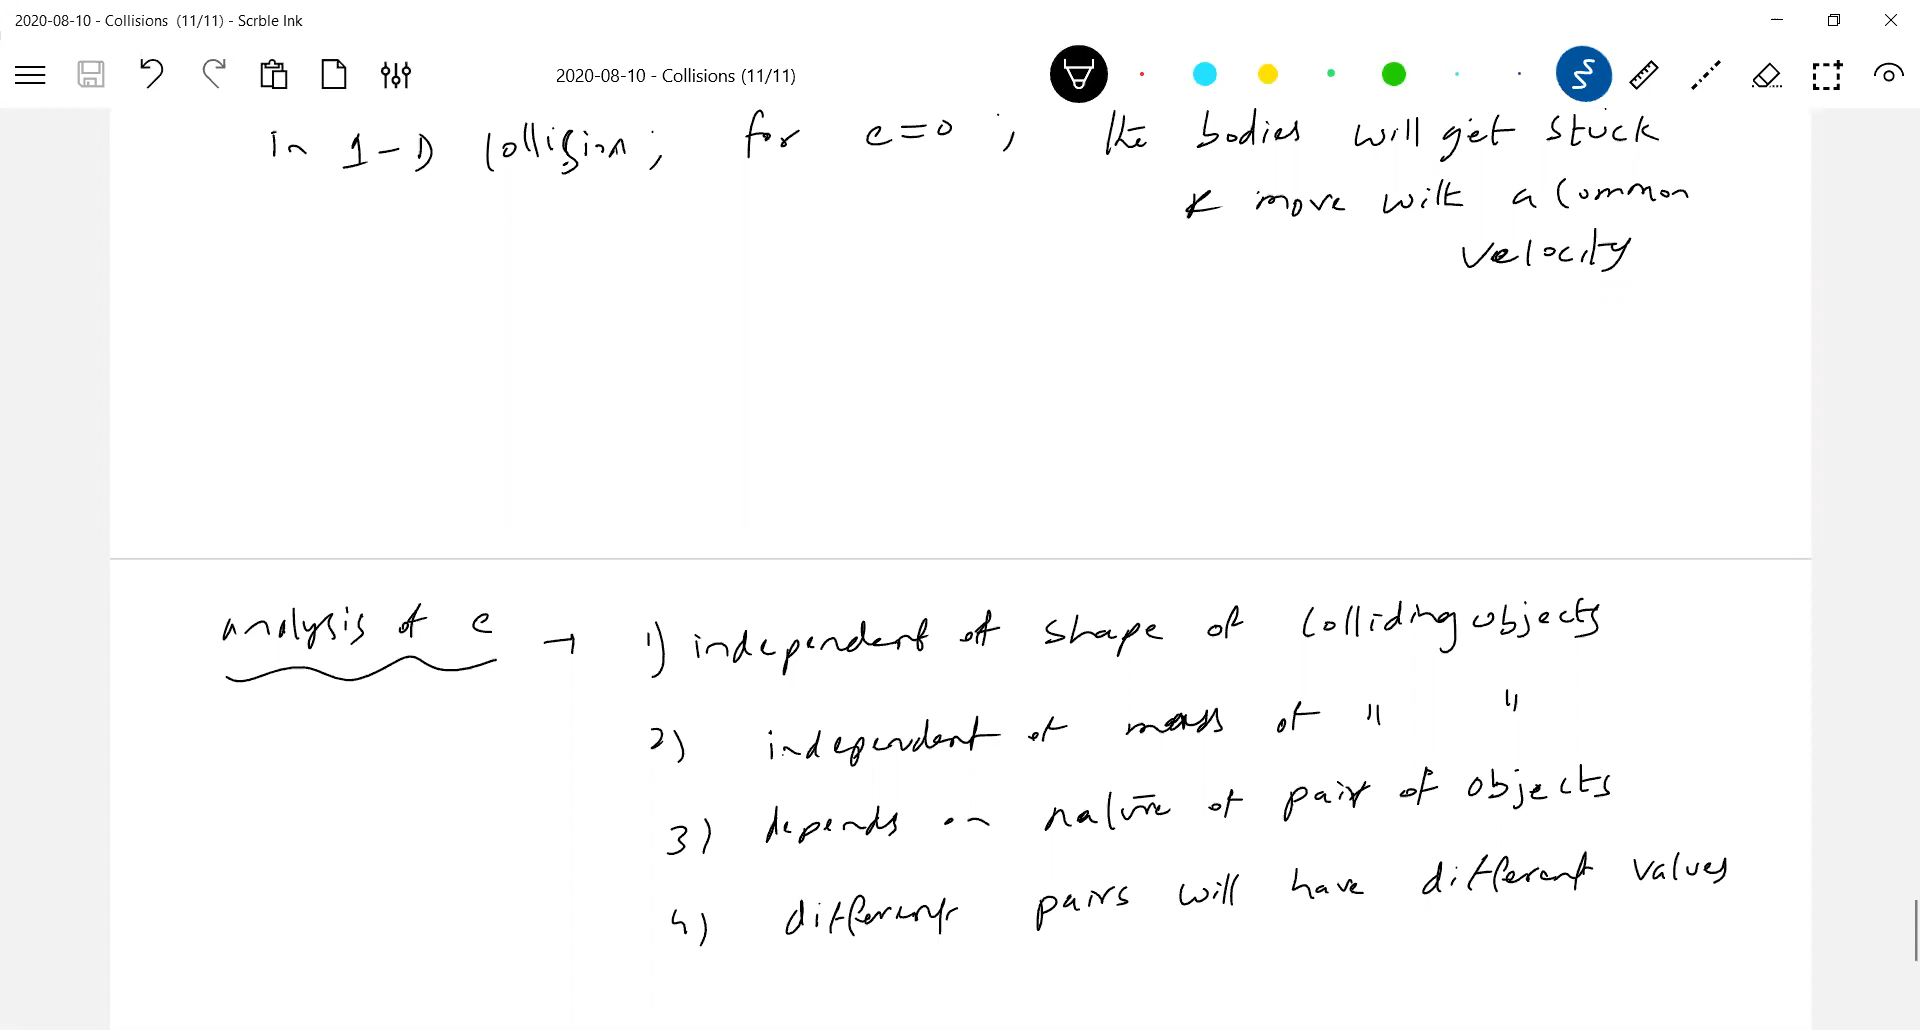 2020-08-10 - Collisions (11/11) - Scrble Ink
2020-08-10 - Collisions (11/11)
In 1-D Collision; for e=0 ; the bodies will get stuck
& move with a common
velocity
analysis of e → 1) independent of shape of colliding objects
2) independent of mass of " "
3) depends on nature of pair of objects
4) different pairs will have different values